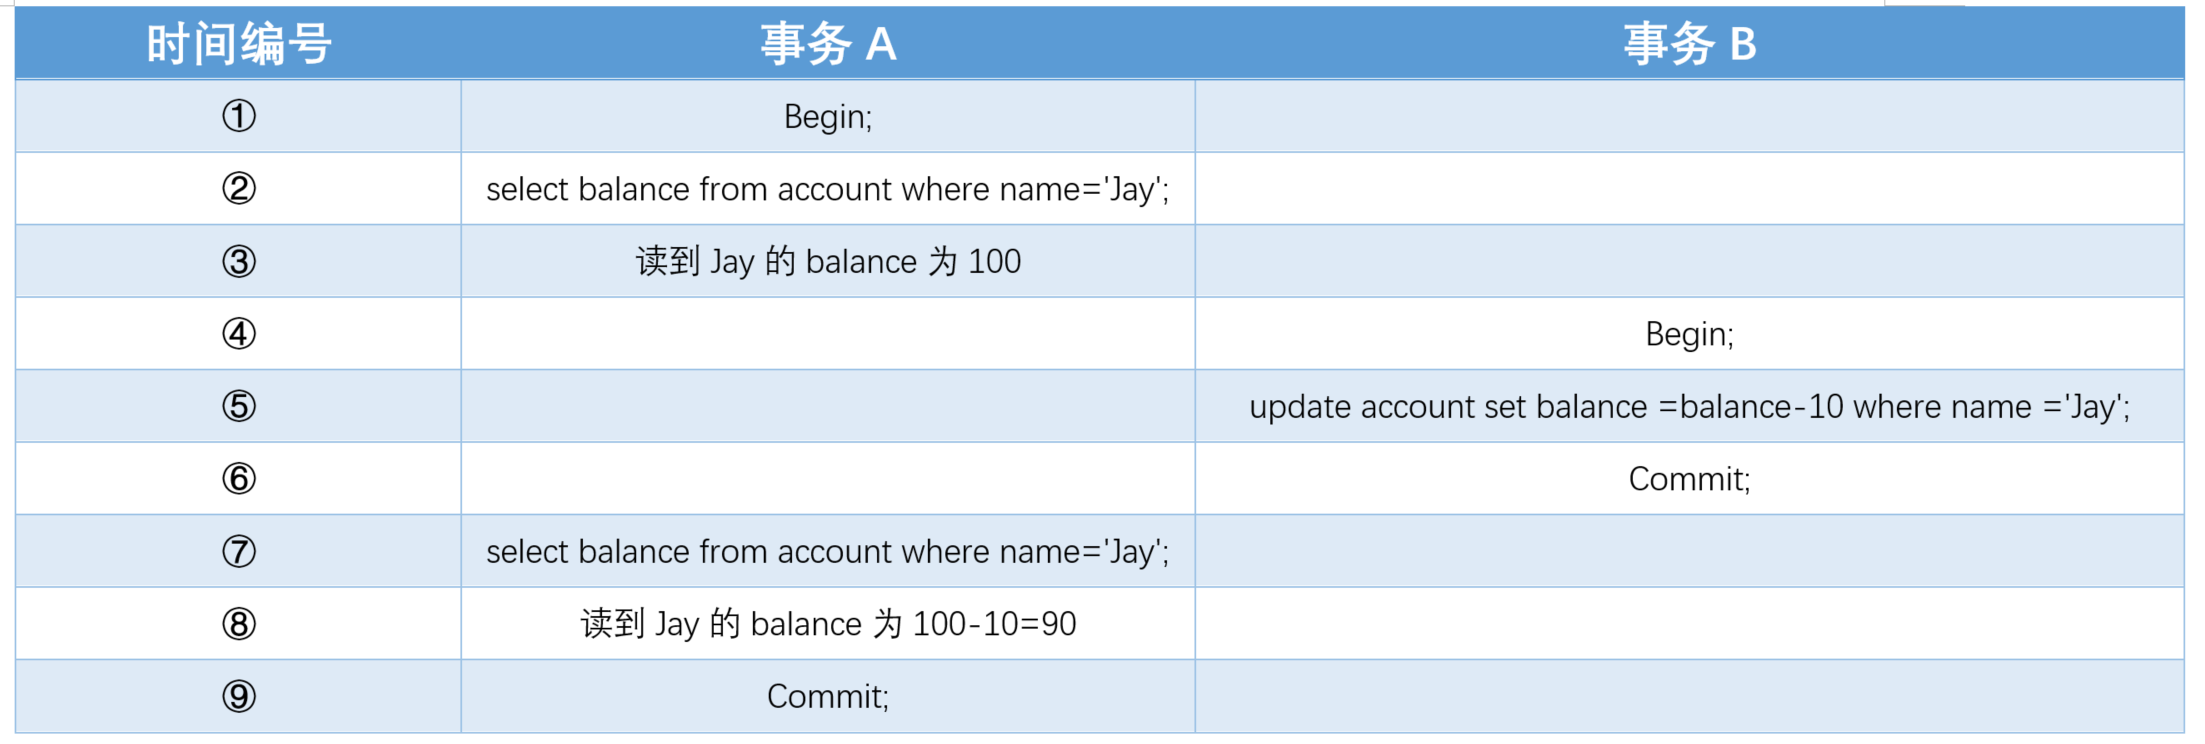 时间编号 事务 A 事务 B
① Begin;
② select balance from account where name='Jay';
③ 读到 Jay 的 balance 为 100
④ Begin;
⑤ update account set balance =balance-10 where name ='Jay';
⑥ Commit;
⑦ select balance from account where name='Jay';
⑧ 读到 Jay 的 balance 为 100-10=90
⑨ Commit;